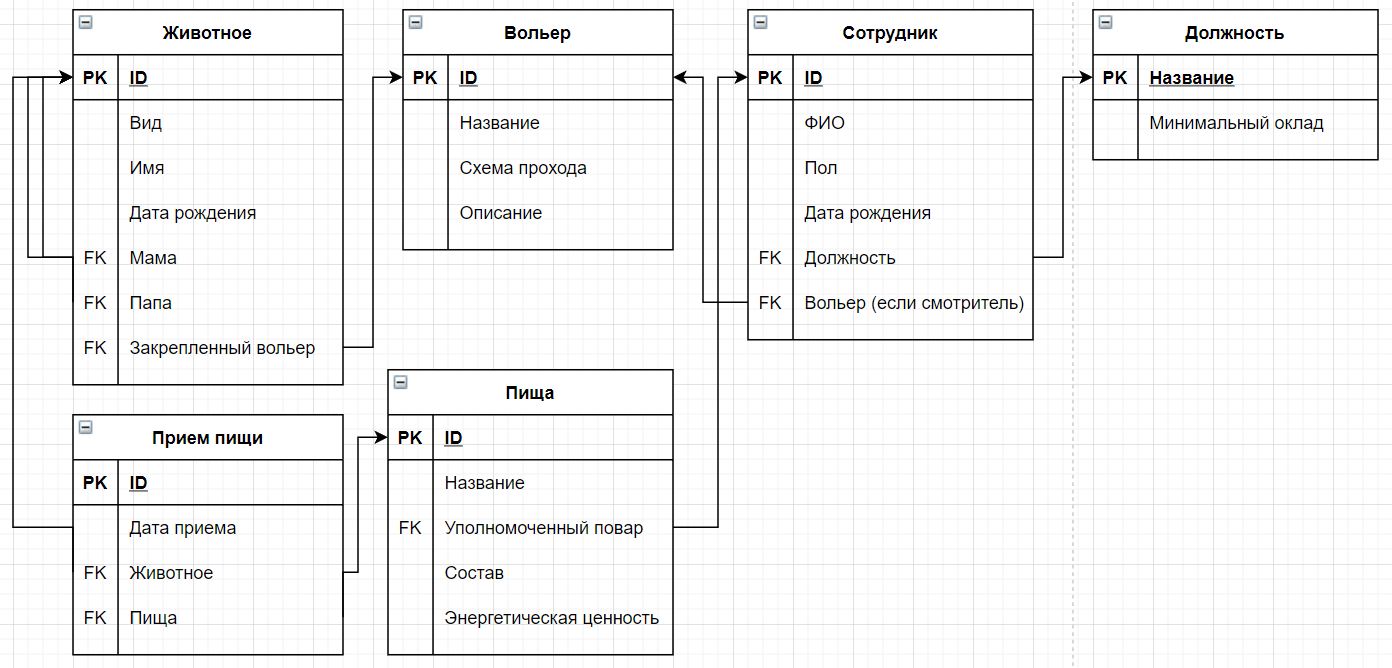 Животное
PK ID
Вид
Имя
Дата рождения
FK Мама
FK Папа
FK Закрепленный вольер
Вольер
PK ID
Название
Схема прохода
Описание
Сотрудник
PK ID
ФИО
Пол
Дата рождения
FK Должность
FK Вольер (если смотритель)
Должность
PK Название
Минимальный оклад
Прием пищи
PK ID
Дата приема
FK Животное
FK Пища
Пища
PK ID
Название
FK Уполномоченный повар
Состав
Энергетическая ценность